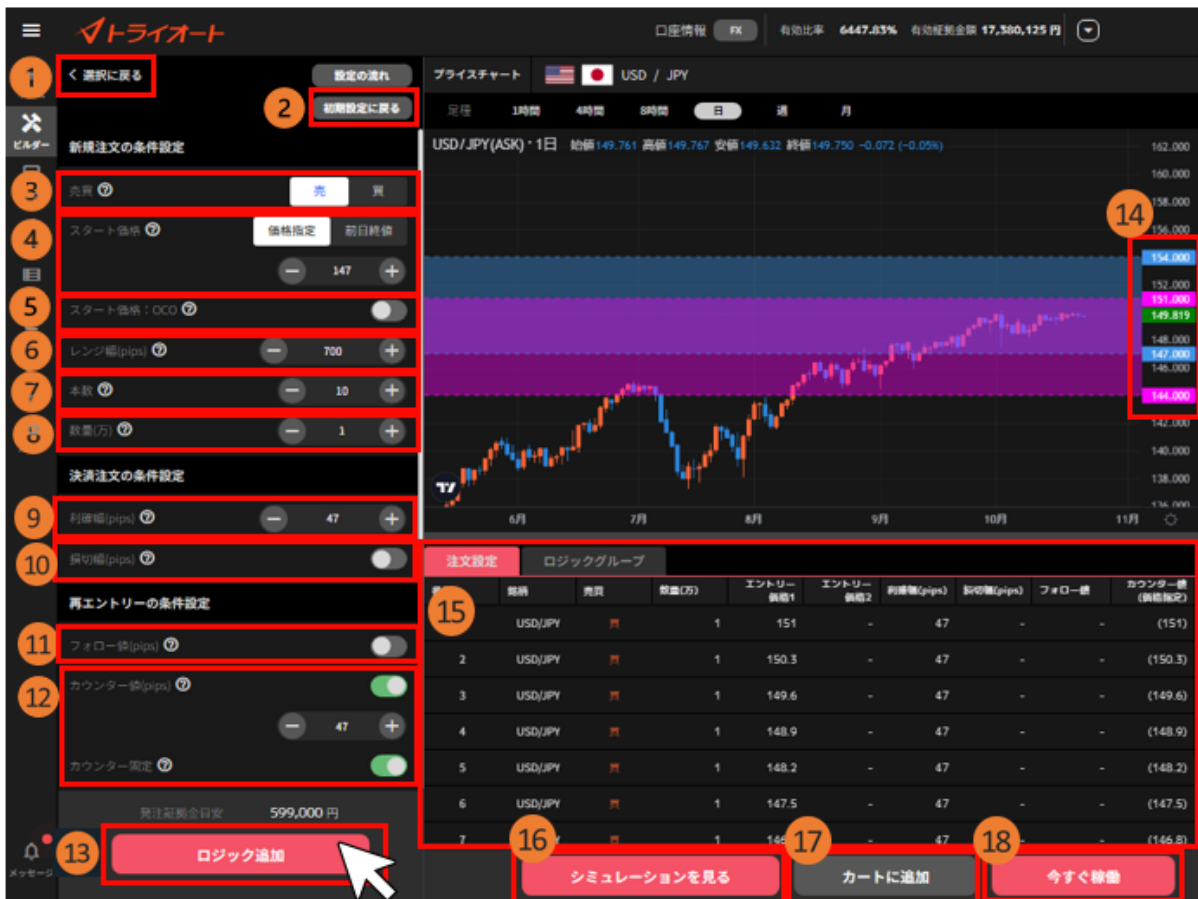 トライオート
口座情報 FX 有効比率 6447.83% 有効証拠金額 17,380,125 円
1 選択に戻る 設定の流れ
2 初期設定に戻る
ビルダー
新規注文の条件設定
3 売買 ? 売 買
4 スタート価格 ? 価格指定 前日終値
147
5 スタート価格:OCO ?
6 レンジ幅(pips) ? 700
7 本数 ? 10
8 数量(万) ? 1
決済注文の条件設定
9 利確幅(pips) ? 47
10 損切幅(pips) ?
再エントリーの条件設定
11 フォロー値(pips) ?
12 カウンター値(pips) ?
47
カウンター固定 ?
発注証拠金目安 599,000 円
13 ロジック追加
メッセージ
プライスチャート USD / JPY
足種 1時間 4時間 8時間 日 週 月
USD/JPY(ASK)・1日 始値149.761 高値149.767 安値149.632 終値149.750 -0.072 (-0.05%)
162.000
160.000
158.000
14
156.000
154.000
152.000
151.000
149.819
148.000
147.000
146.000
144.000
142.000
140.000
138.000
136.000
6月 7月 8月 9月 10月 11月
注文設定 ロジックグループ
15
銘柄 売買 数量(万) エントリー価格1 エントリー価格2 利確幅(pips)損切幅(pips) フォロー値 カウンター値(価格指定)
USD/JPY 買 1 151 - 47 - - (151)
2 USD/JPY 買 1 150.3 - 47 - - (150.3)
3 USD/JPY 買 1 149.6 - 47 - - (149.6)
4 USD/JPY 買 1 148.9 - 47 - - (148.9)
5 USD/JPY 買 1 148.2 - 47 - - (148.2)
6 USD/JPY 買 1 147.5 - 47 - - (147.5)
7 買 1 47 - - (146.8)
16 シミュレーションを見る
17 カートに追加
18 今すぐ稼働